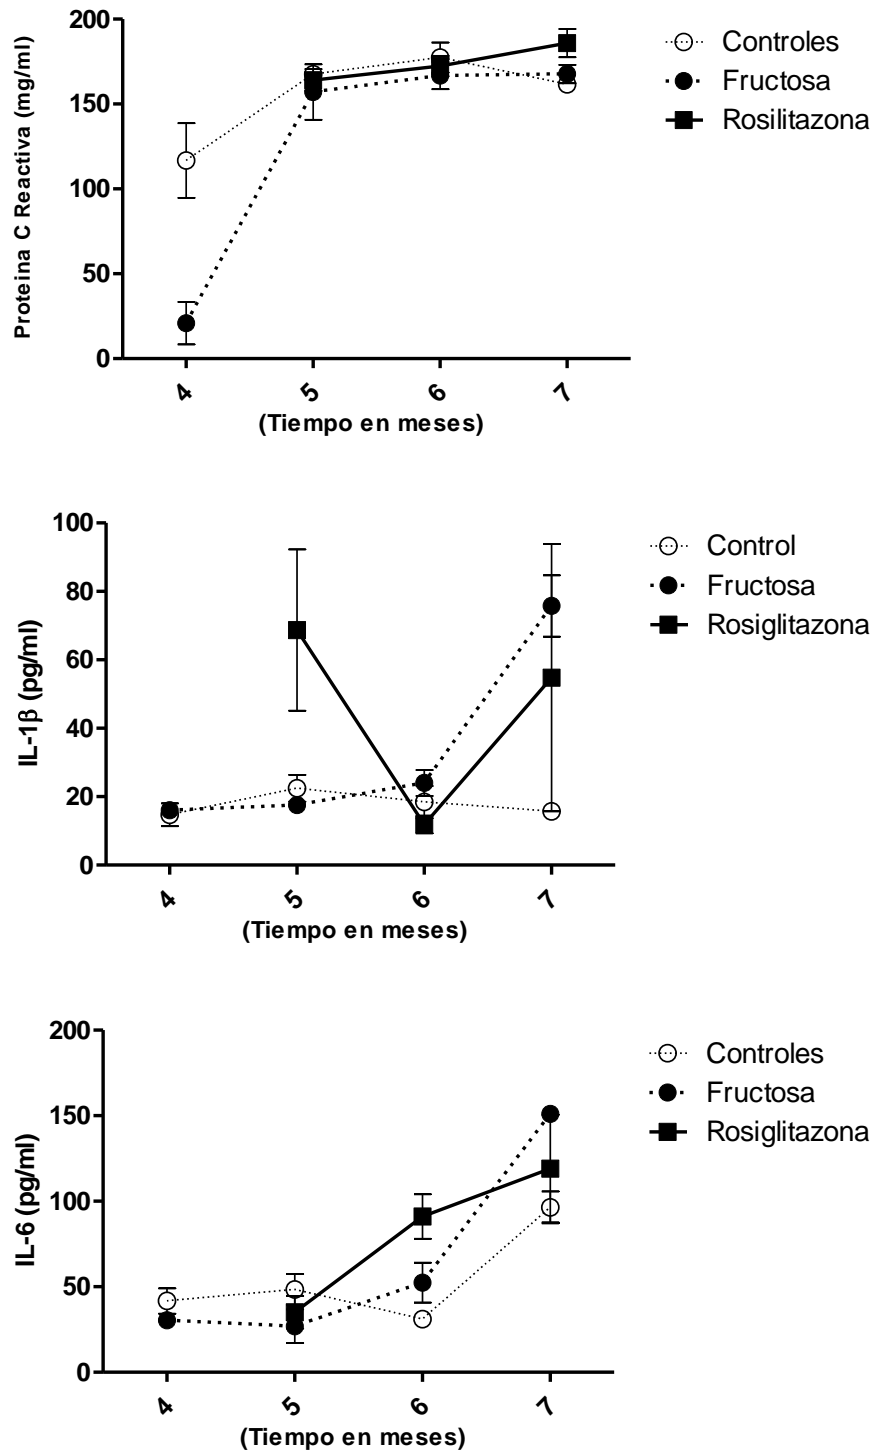 Proteina C Reactiva (mg/ml)
200
150
100
50
0
4
5
6
7
(Tiempo en meses)
Controles
Fructosa
Rosilitazona
IL-1β (pg/ml)
100
80
60
40
20
0
4
5
6
7
(Tiempo en meses)
Control
Fructosa
Rosiglitazona
IL-6 (pg/ml)
200
150
100
50
0
4
5
6
7
(Tiempo en meses)
Controles
Fructosa
Rosiglitazona